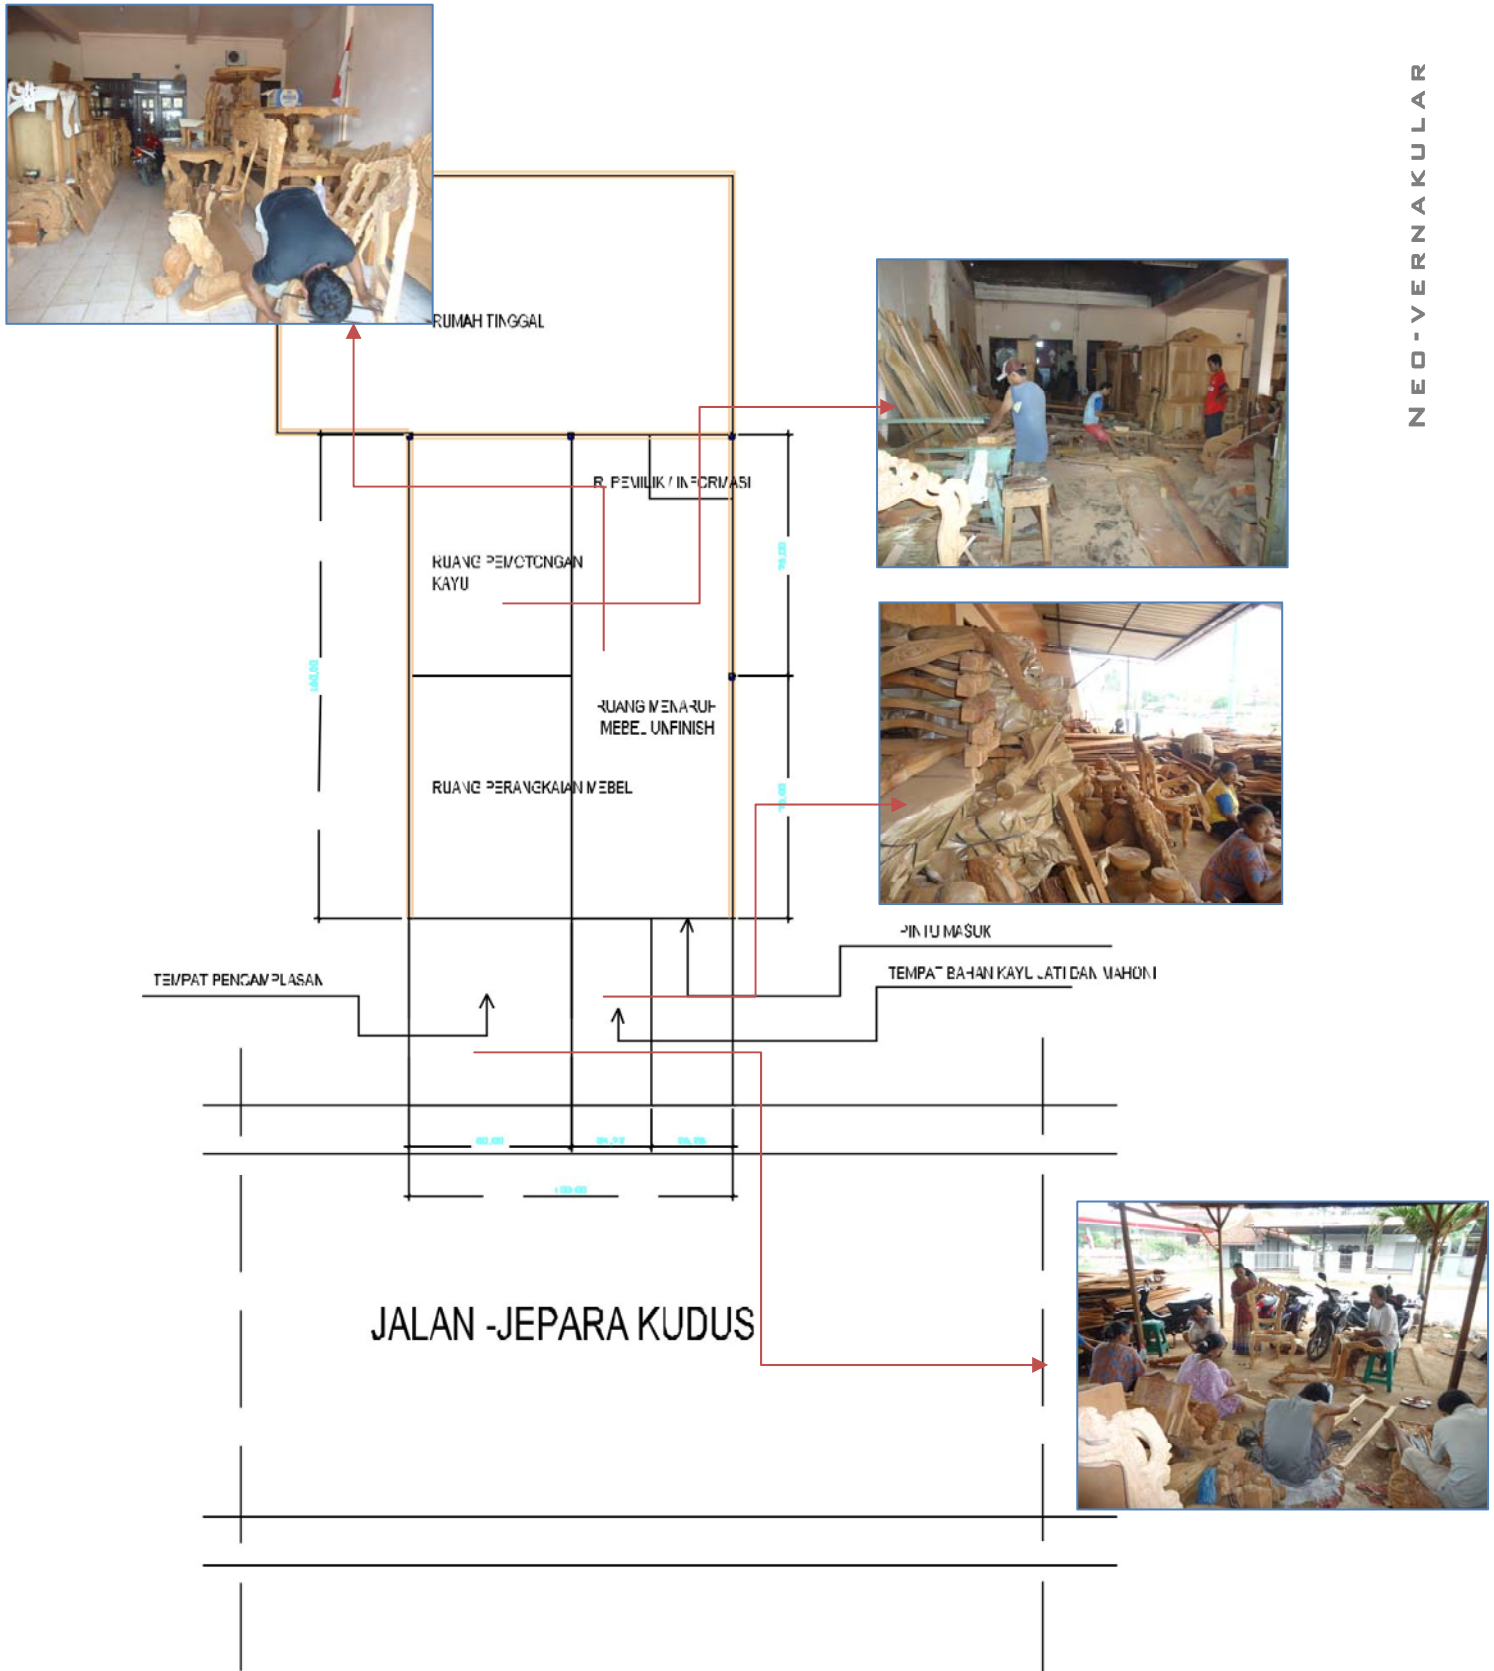 NEO-VERNAKULAR
RUMAH TINGGAL
R. PEMILIK / INFORMASI
RUANG PEMOTONGAN
KAYU
RUANG MENARUH
MEBEL UNFINISH
RUANG PERANGKAIAN MEBEL
PINTU MASUK
TEMPAT PENGAMPLASAN
TEMPAT BAHAN KAYU JATI DAN MAHONI
JALAN -JEPARA KUDUS